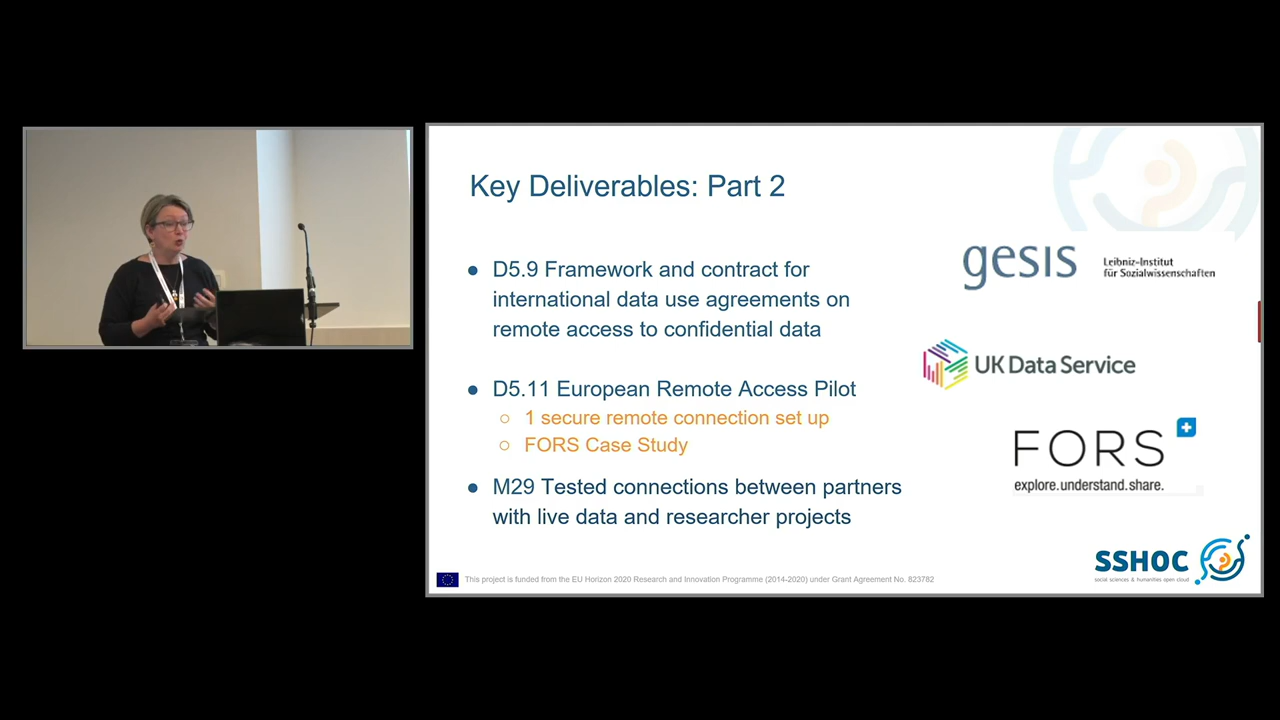 Key Deliverables: Part 2
● D5.9 Framework and contract for
international data use agreements on
remote access to confidential data
● D5.11 European Remote Access Pilot
○ 1 secure remote connection set up
○ FORS Case Study
● M29 Tested connections between partners
with live data and researcher projects
gesis
Leibniz-Institut
für Sozialwissenschaften
UK Data Service
FORS
explore.understand.share.
SSHOC
social sciences & humanities open cloud
This project is funded from the EU Horizon 2020 Research and Innovation Programme (2014-2020) under Grant Agreement No. 823782